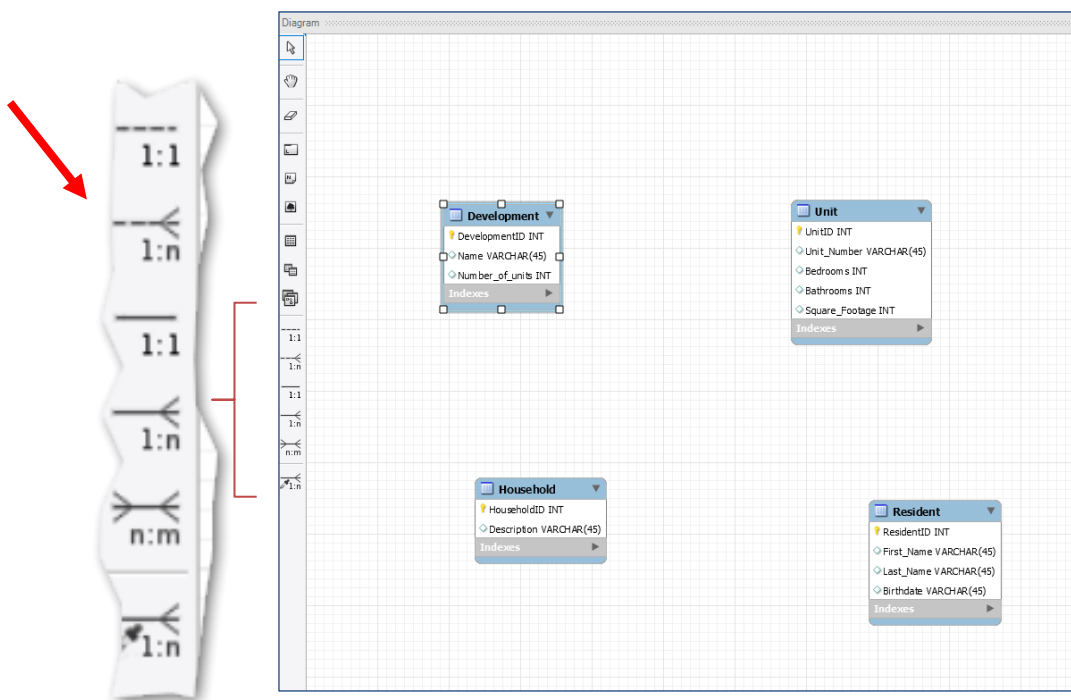 1:1
1:n
1:1
1:n
n:m
1:n
Diagram
1:1
1:n
1:1
1:n
n:m
1:n
Development
DevelopmentID INT
Name VARCHAR(45)
Number_of_units INT
Indexes
Unit
UnitID INT
Unit_Number VARCHAR(45)
Bedrooms INT
Bathrooms INT
Square_Footage INT
Indexes
Household
HouseholdID INT
Description VARCHAR(45)
Indexes
Resident
ResidentID INT
First_Name VARCHAR(45)
Last_Name VARCHAR(45)
Birthdate VARCHAR(45)
Indexes